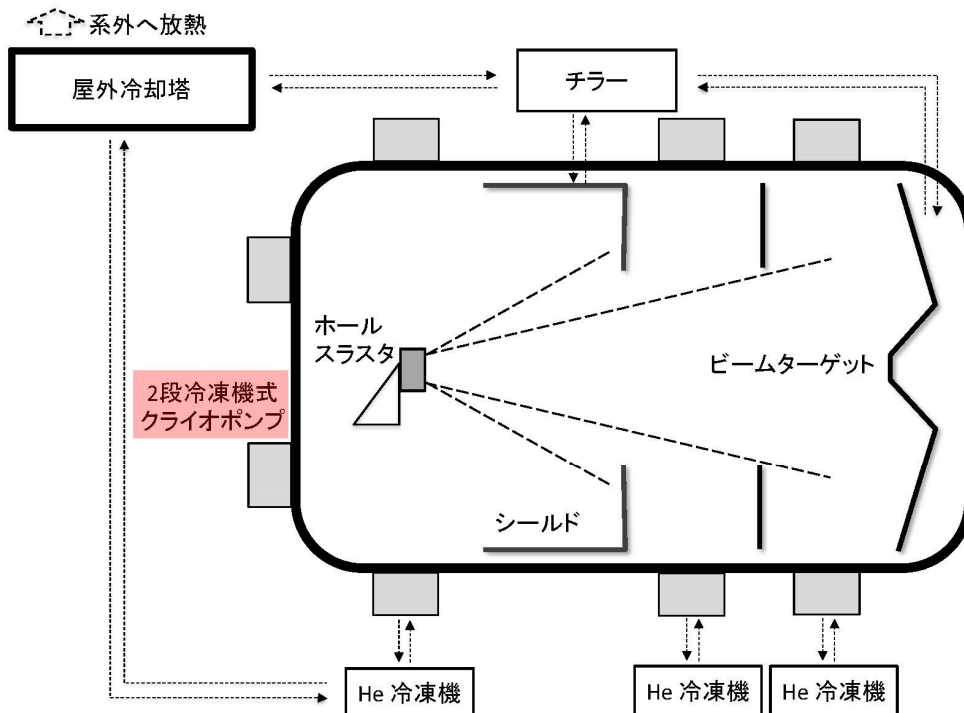 系外へ放熱
屋外冷却塔
チラー
ホール
スラスタ
ビームターゲット
2段冷凍機式
クライオポンプ
シールド
He 冷凍機
He 冷凍機
He 冷凍機